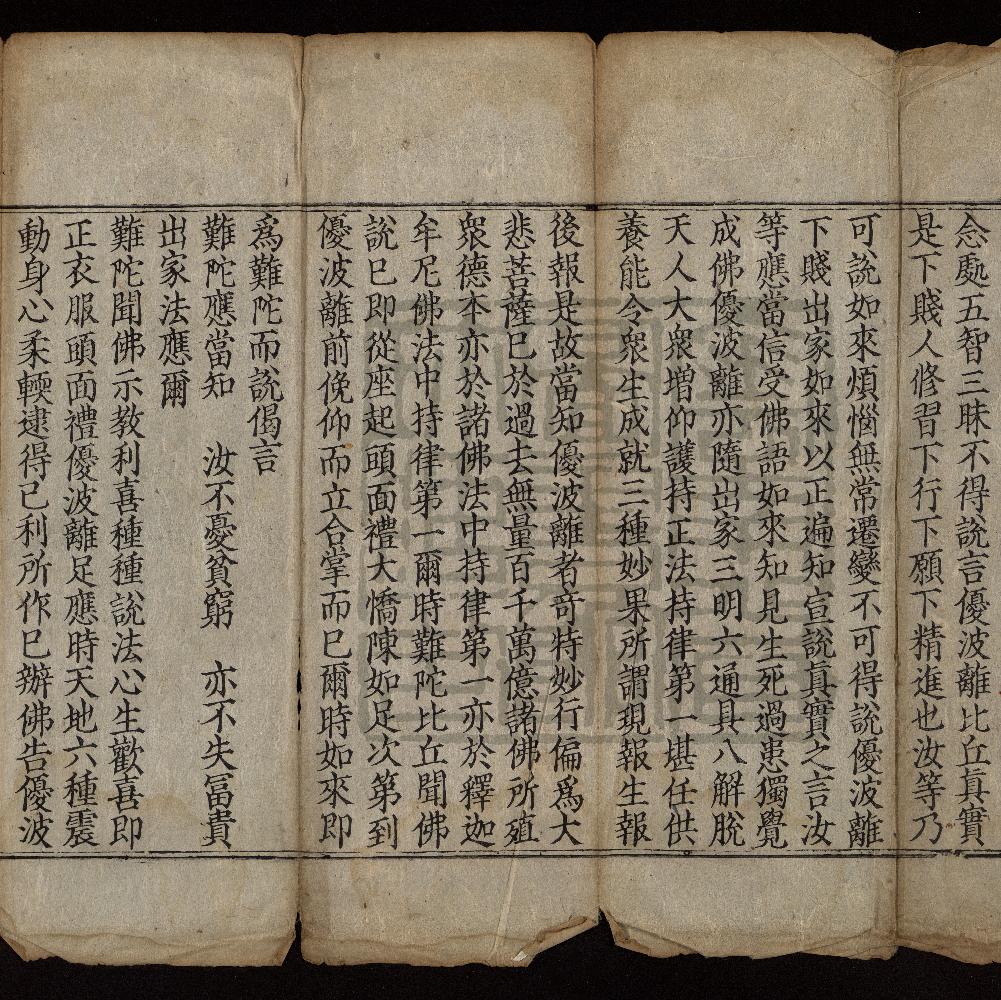 念處五智三昧不得說言優波離比丘真實
是下賤人修習下行下願下精進也汝等乃
可說如來煩惱無常遷變不可得說優波離
下賤出家如來以正遍知宣說真實之言汝
等應當信受佛語如來知見生死過患獨覺
成佛優波離亦隨出家三明六通具八解脫
天人大衆增仰護持正法持律第一堪任供
養能令衆生成就三種妙果所謂現報生報
後報是故當知優波離者竒特妙行偏為大
悲菩薩已於過去無量百千萬億諸佛所殖
衆德本亦於諸佛法中持律第一亦於釋迦
牟尼佛法中持律第一爾時難陀比丘聞佛
說已即從座起頭面禮大憍陳如足次第到
優波離前俛仰而立合掌而已爾時如來即
為難陀而說偈言
難陀應當知　汝不憂貧窮　亦不失冨貴
出家法應爾
難陀聞佛示教利喜種種說法心生歡喜即
正衣服頭面禮優波離足應時天地六種震
動身心柔輭逮得已利所作已辦佛告優波